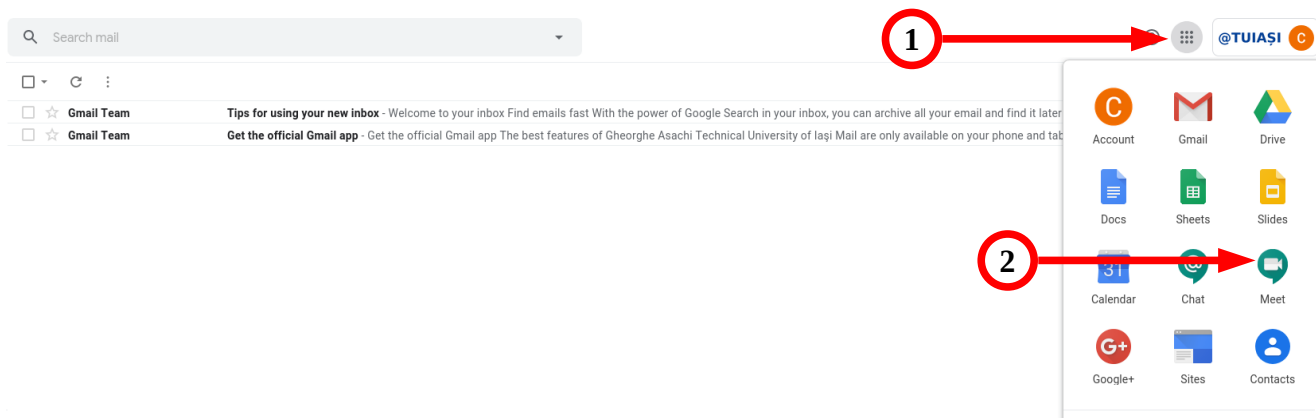 Search mail
1
@TUIAȘI C
Gmail Team Tips for using your new inbox - Welcome to your inbox Find emails fast With the power of Google Search in your inbox, you can archive all your email and find it later
Gmail Team Get the official Gmail app - Get the official Gmail app The best features of Gheorghe Asachi Technical University of Iași Mail are only available on your phone and tab
C
Account Gmail Drive
Docs Sheets Slides
2
31 @
Calendar Chat Meet
G+
Google+ Sites Contacts